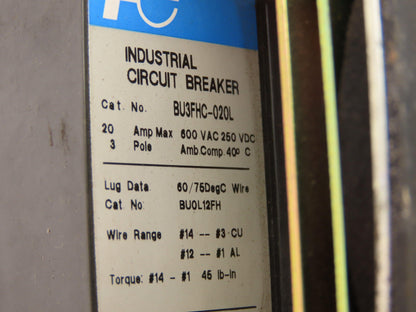 INDUSTRIAL
CIRCUIT BREAKER
Cat. No. BU3FHC-020L
20 Amp Max 600 VAC 250 VDC
3 Pole Amb.Comp. 40º C
Lug Data 60/75DegC Wire
Cat. No: BU0L12FH
Wire Range #14 -- #3 CU
#12 -- #1 AL
Torque: #14 - #1 45 lb-in